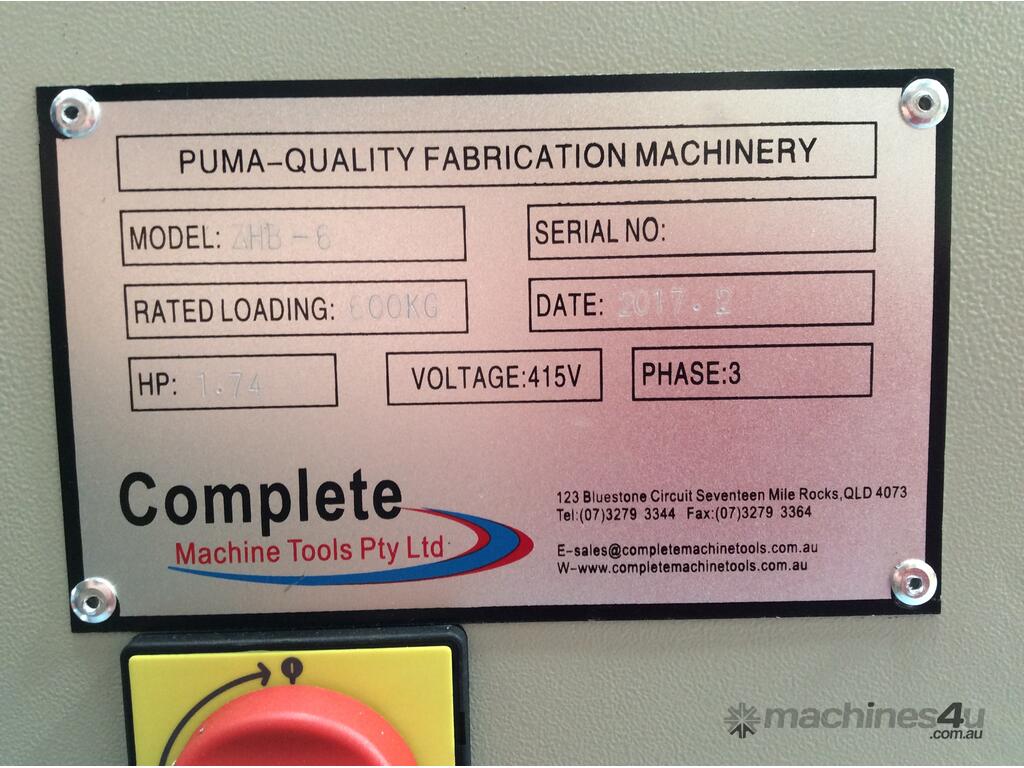 PUMA-QUALITY FABRICATION MACHINERY
MODEL: ZHB-6
SERIAL NO:
RATED LOADING: 600KG
DATE: 2017.2
HP: 1.74
VOLTAGE:415V
PHASE:3
Complete
Machine Tools Pty Ltd
123 Bluestone Circuit Seventeen Mile Rocks,QLD 4073
Tel:(07)3279 3344 Fax:(07)3279 3364
E-sales@completemachinetools.com.au
W-www.completemachinetools.com.au
machines4u
.com.au